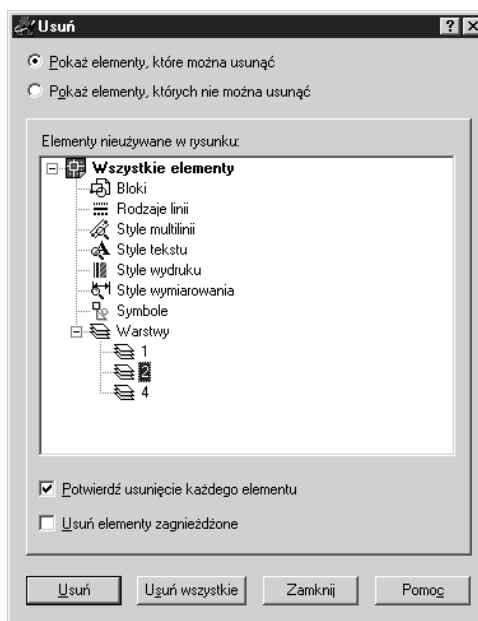 Usuń
Pokaż elementy, które można usunąć
Pokaż elementy, których nie można usunąć
Elementy nieużywane w rysunku:
Wszystkie elementy
Bloki
Rodzaje linii
Style multilinii
Style tekstu
Style wydruku
Style wymiarowania
Symbole
Warstwy
1
2
4
Potwierdź usunięcie każdego elementu
Usuń elementy zagnieżdżone
Usuń Usuń wszystkie Zamknij Pomoc